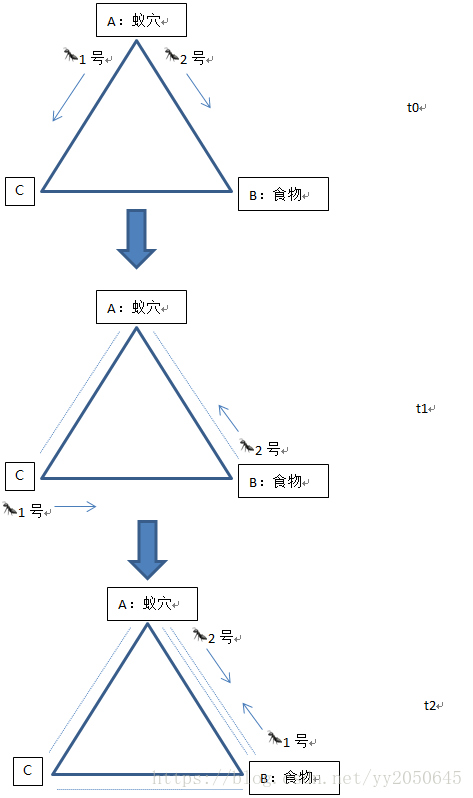 A：蚁穴
1 号
2 号
t0
C
B：食物
A：蚁穴
t1
2 号
C
B：食物
1 号
A：蚁穴
2 号
t2
1 号
C
B：食物
https://blog.csdn.net/yy2050645